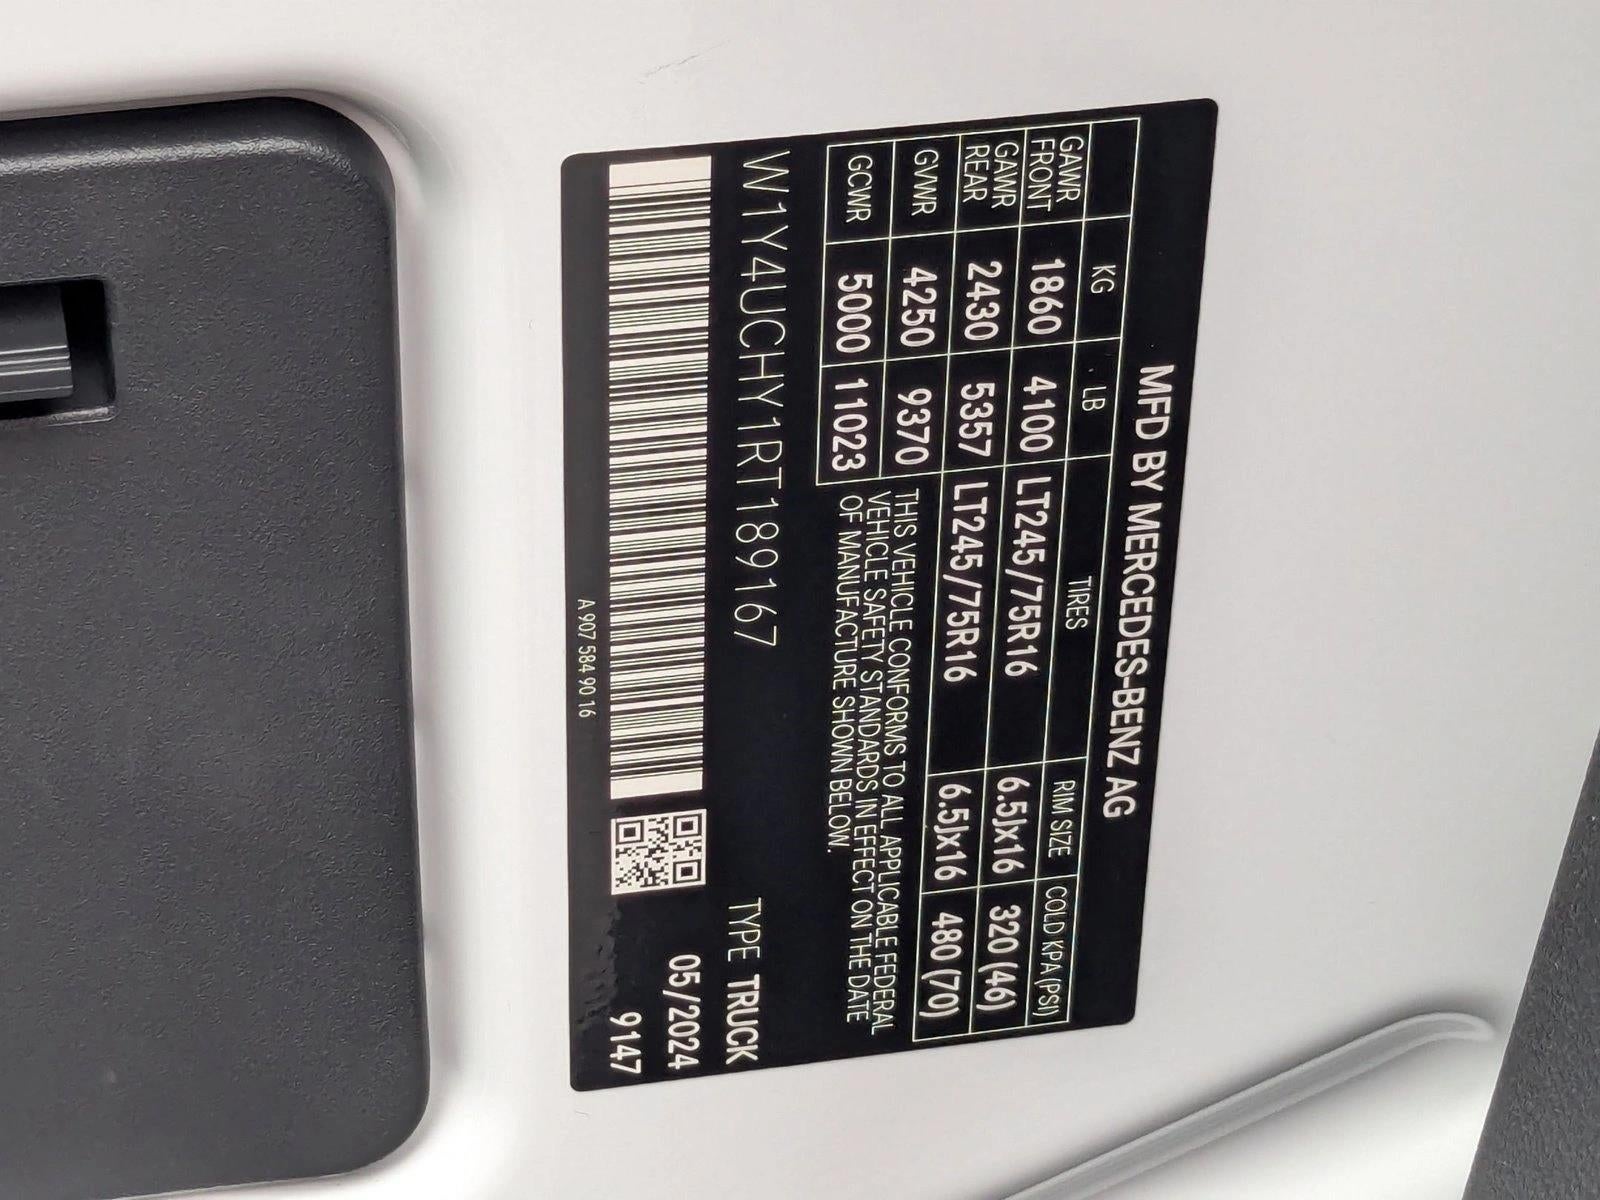 MFD BY MERCEDES-BENZ AG
KG LB TIRES RIM SIZE COLD KPA(PSI)
GAWR FRONT 1860 4100 LT245/75R16 6.5Jx16 320 (46)
GAWR REAR 2430 5357 LT245/75R16 6.5Jx16 480 (70)
GVWR 4250 9370
GCWR 5000 11023
THIS VEHICLE CONFORMS TO ALL APPLICABLE FEDERAL
VEHICLE SAFETY STANDARDS IN EFFECT ON THE DATE
OF MANUFACTURE SHOWN BELOW.
W1Y4UCHY1RT189167 TYPE TRUCK
05/2024
9147
A 907 584 90 16